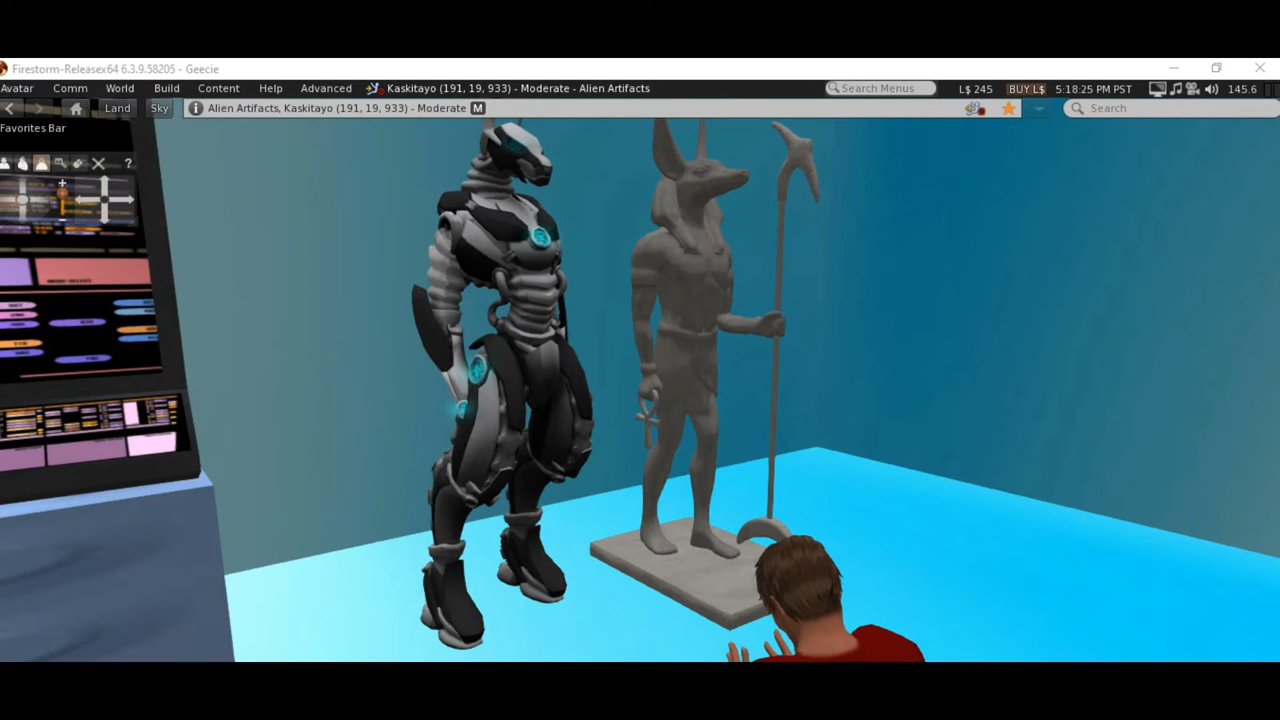 Firestorm-Releasex64 6.3.9.58205 - Geecie
Avatar Comm World Build Content Help Advanced Kaskitayo (191, 19, 933) - Moderate - Alien Artifacts Search Menus L$ 245 BUY L$ 5:18:25 PM PST 145.6
Land Sky Alien Artifacts, Kaskitayo (191, 19, 933) - Moderate M Search
Favorites Bar
?